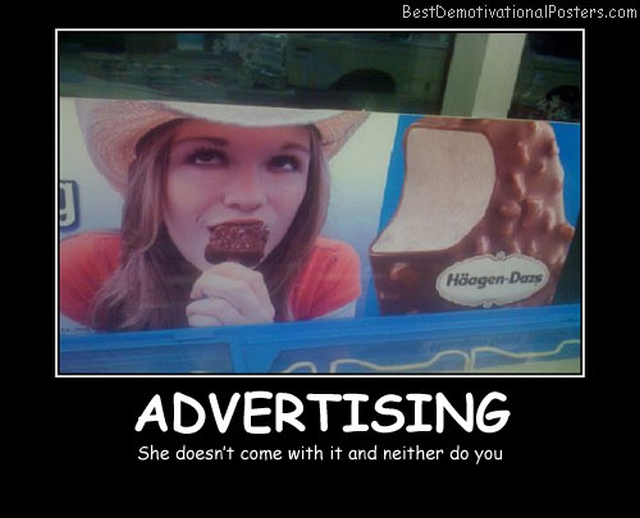 BestDemotivationalPosters.com
Häagen-Dazs
ADVERTISING
She doesn't come with it and neither do you